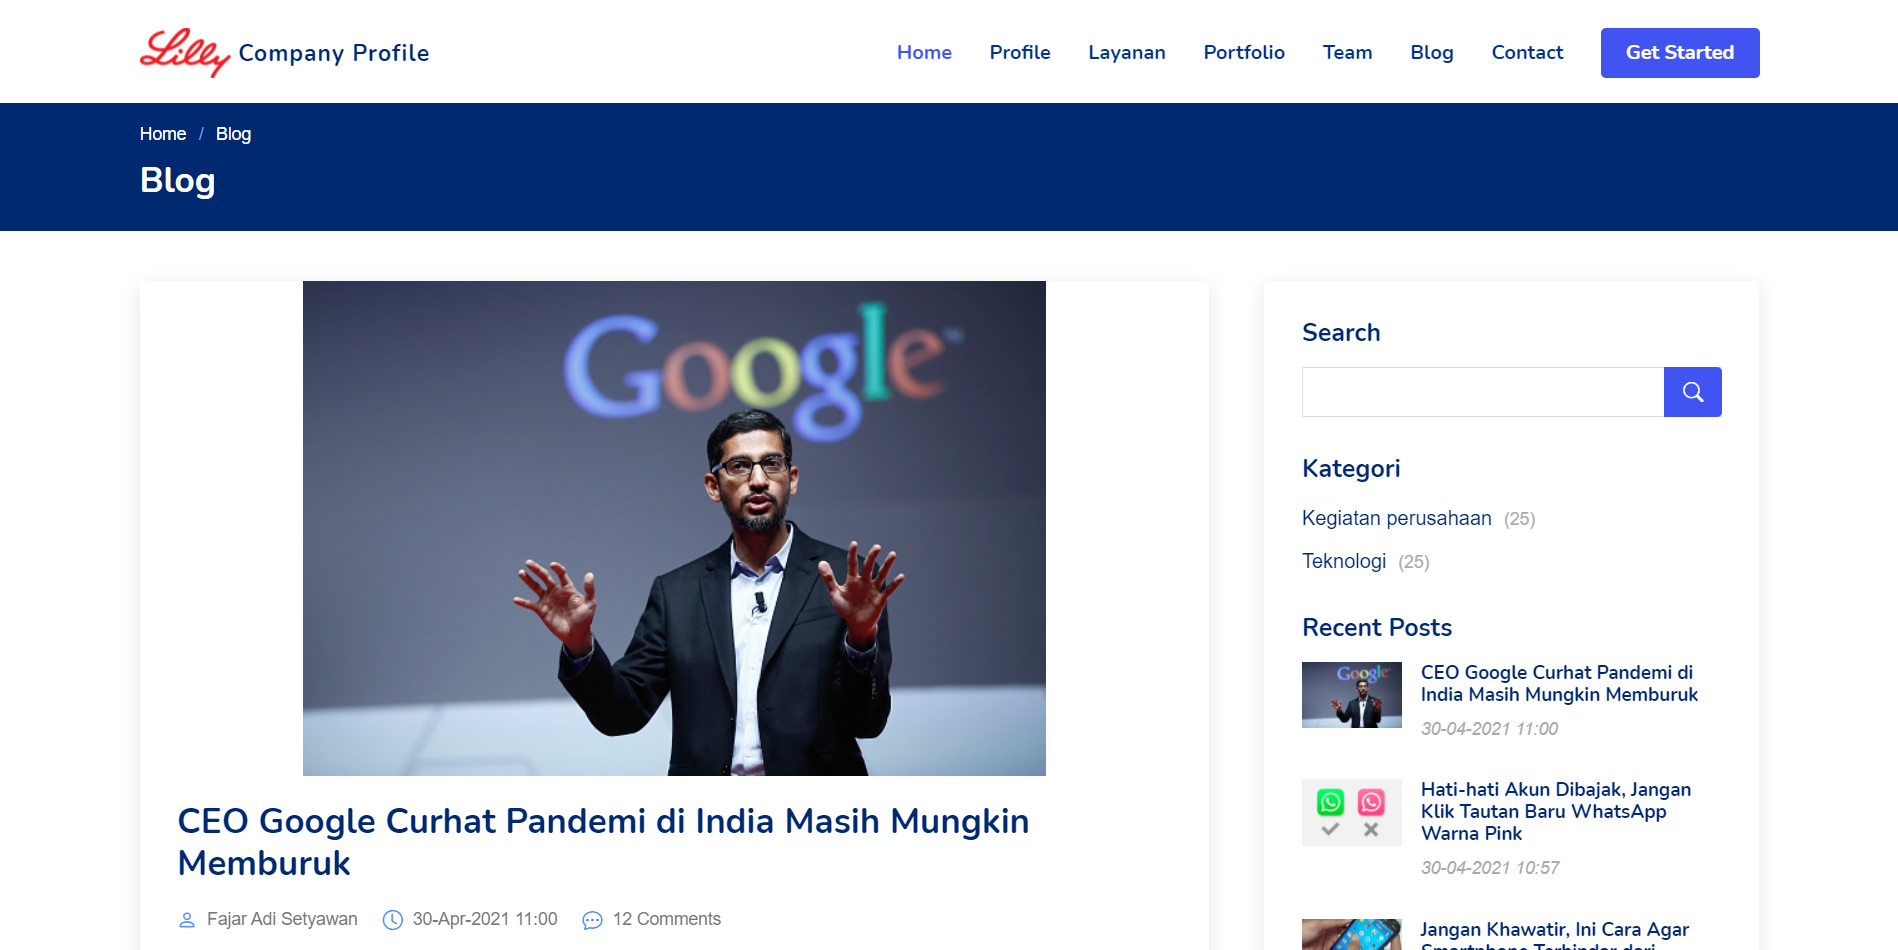 Lilly Company Profile
Home Profile Layanan Portfolio Team Blog Contact Get Started
Home / Blog
Blog
Google
CEO Google Curhat Pandemi di India Masih Mungkin
Memburuk
Fajar Adi Setyawan 30-Apr-2021 11:00 12 Comments
Search
Kategori
Kegiatan perusahaan (25)
Teknologi (25)
Recent Posts
Google
CEO Google Curhat Pandemi di
India Masih Mungkin Memburuk
30-04-2021 11:00
Hati-hati Akun Dibajak, Jangan
Klik Tautan Baru WhatsApp
Warna Pink
30-04-2021 10:57
Jangan Khawatir, Ini Cara Agar
Smartphone Terhindar dari